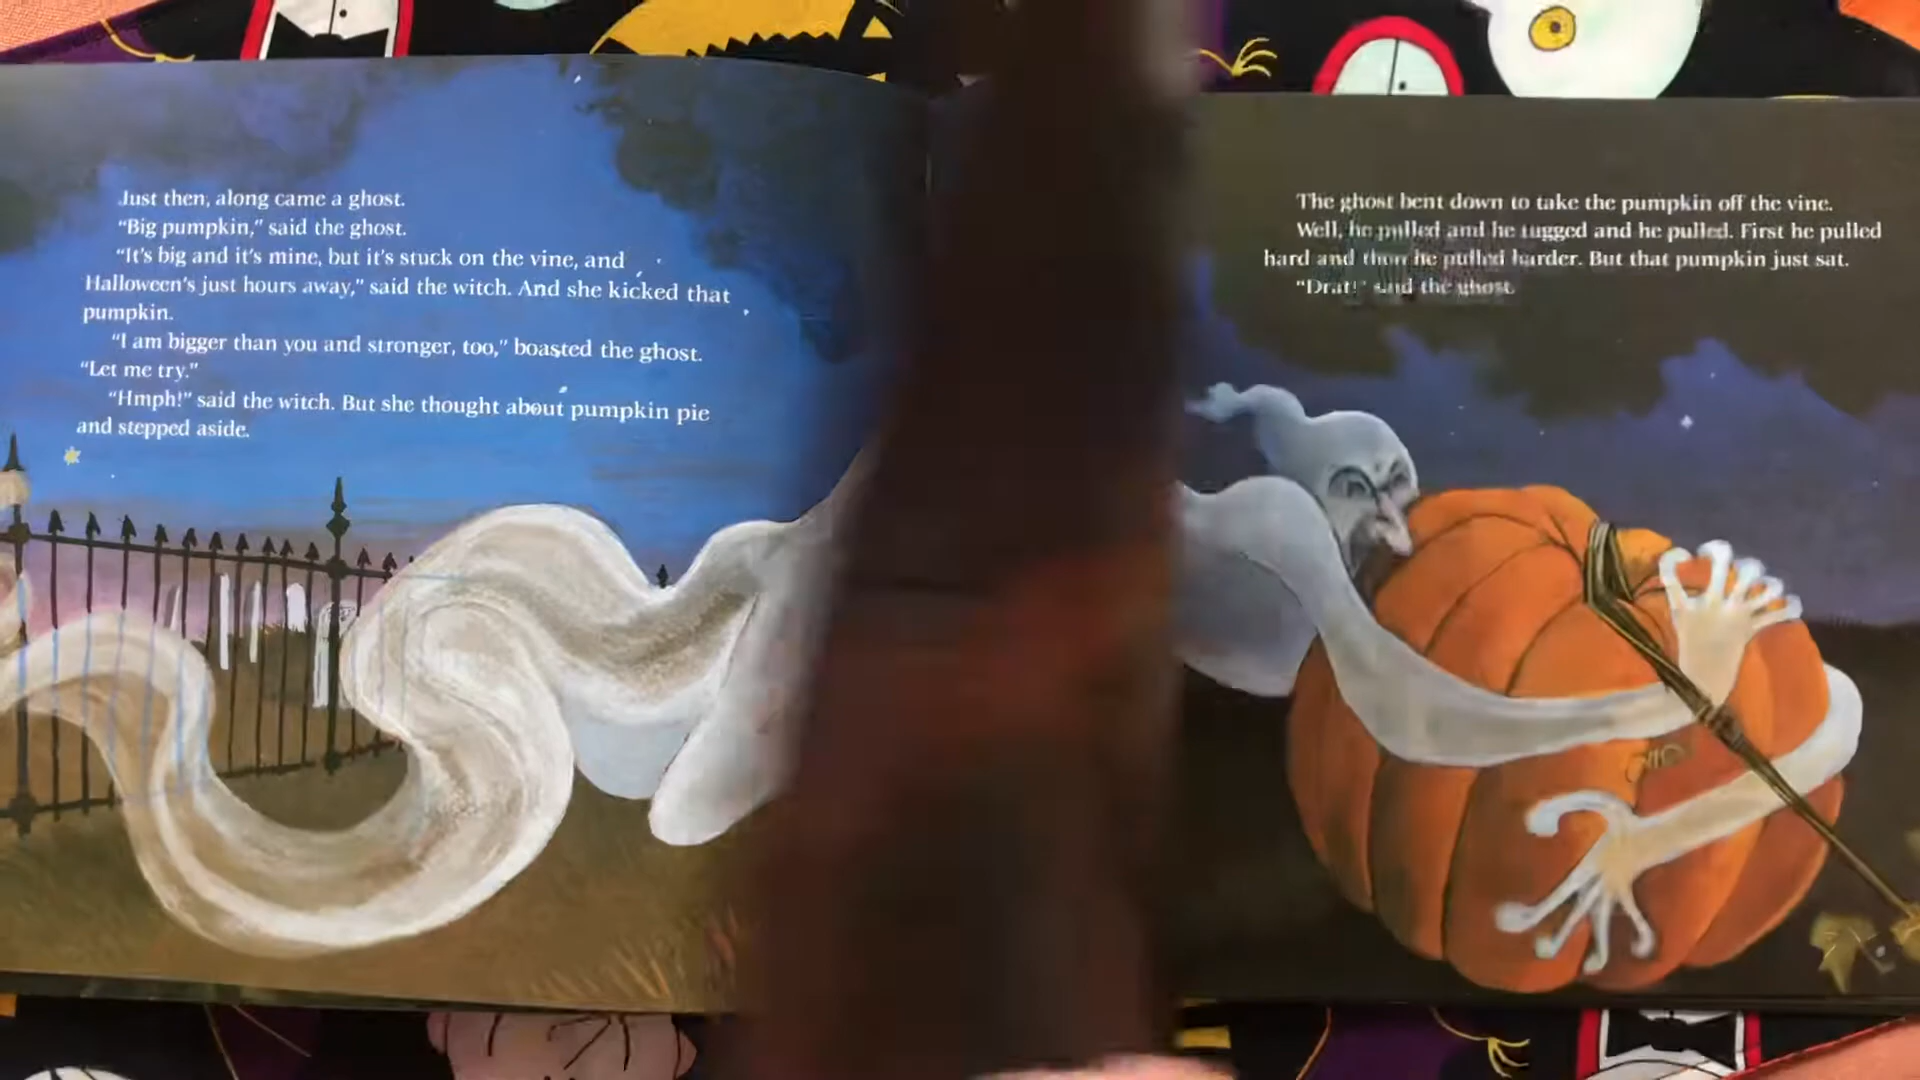 Just then, along came a ghost.
“Big pumpkin,” said the ghost.
“It’s big and it’s mine, but it’s stuck on the vine, and
Halloween’s just hours away,” said the witch. And she kicked that
pumpkin.
“I am bigger than you and stronger, too,” boasted the ghost.
“Let me try.”
“Hmph!” said the witch. But she thought about pumpkin pie
and stepped aside.
The ghost bent down to take the pumpkin off the vine.
Well, he pulled and he tugged and he pulled. First he pulled
hard and then he pulled harder. But that pumpkin just sat.
“Drat!” said the ghost.